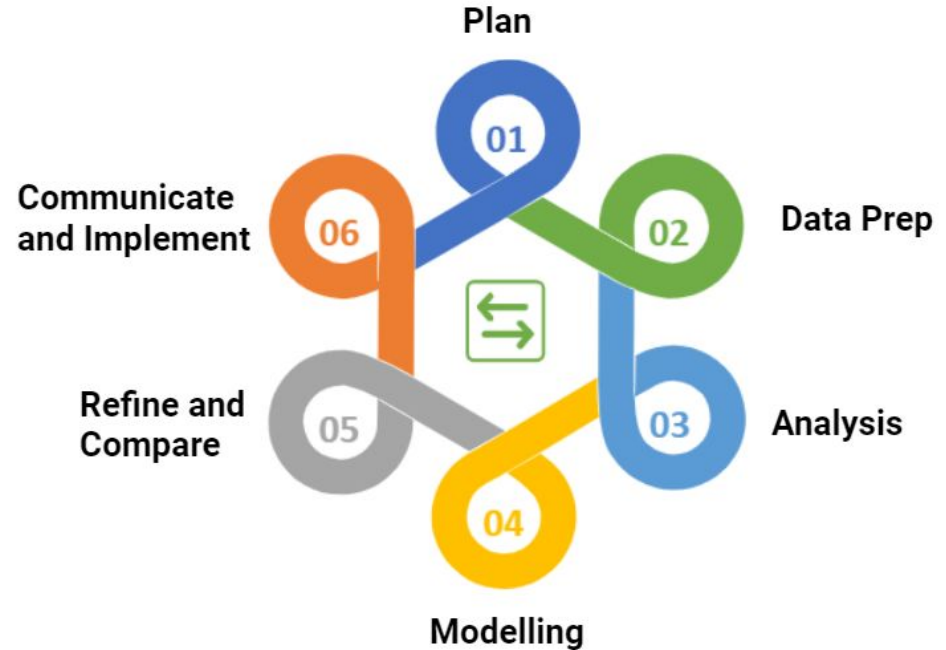 Plan
01
02
Data Prep
03
Analysis
04
Modelling
05
Refine and
Compare
06
Communicate
and Implement